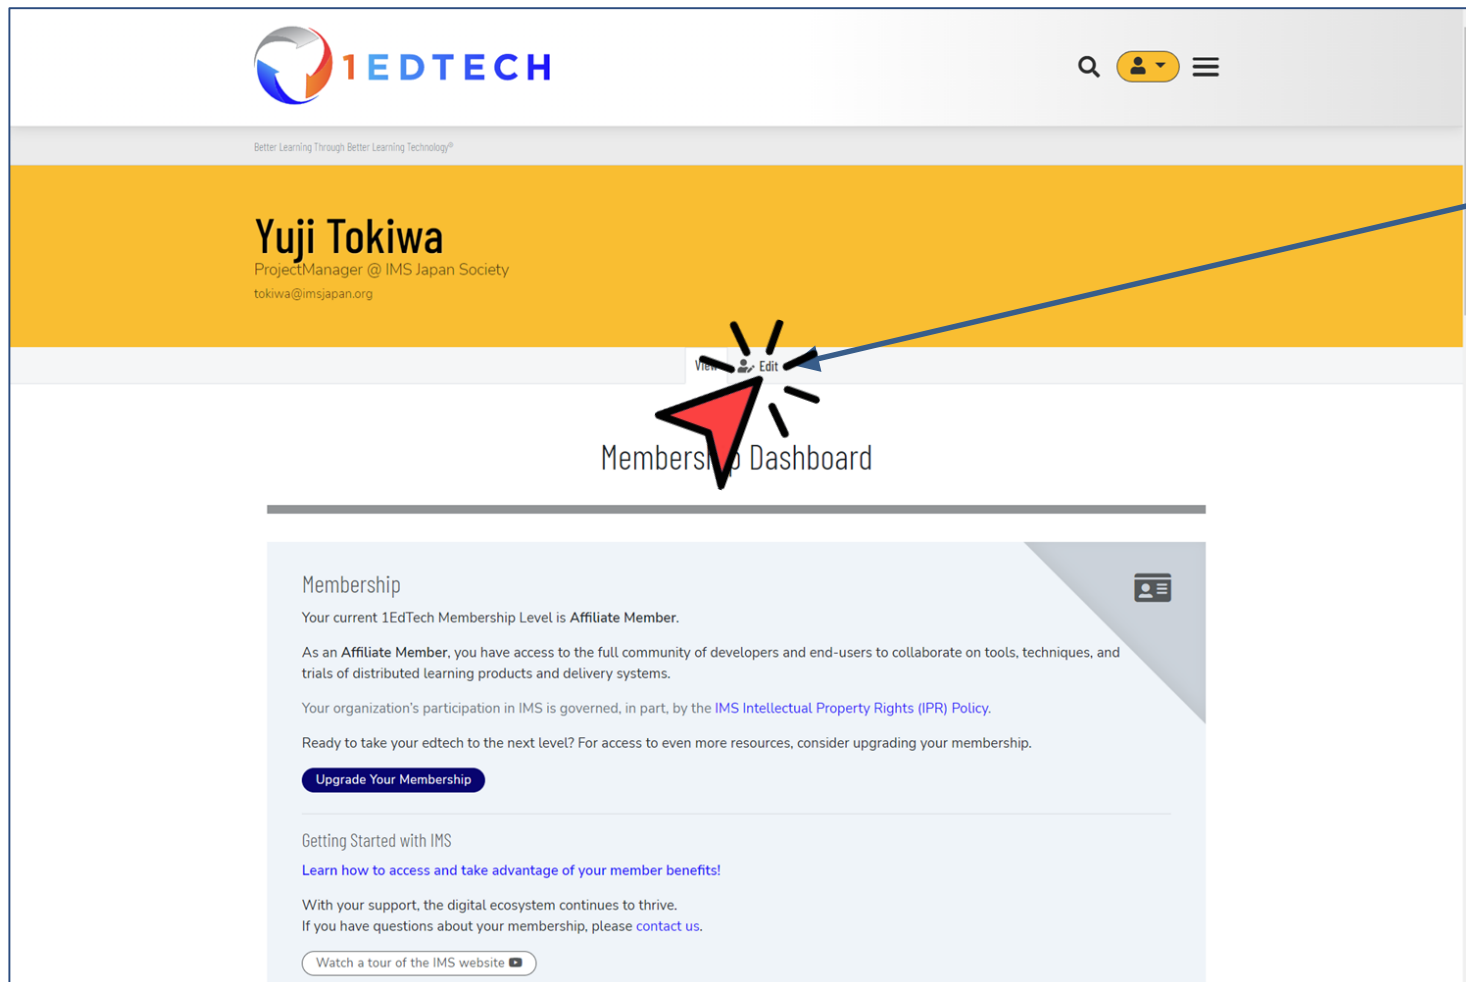 1EDTECH
Better Learning Through Better Learning Technology®
Yuji Tokiwa
ProjectManager @ IMS Japan Society
tokiwa@imsjapan.org
View Edit
Membership Dashboard
Membership
Your current 1EdTech Membership Level is Affiliate Member.
As an Affiliate Member, you have access to the full community of developers and end-users to collaborate on tools, techniques, and
trials of distributed learning products and delivery systems.
Your organization's participation in IMS is governed, in part, by the IMS Intellectual Property Rights (IPR) Policy.
Ready to take your edtech to the next level? For access to even more resources, consider upgrading your membership.
Upgrade Your Membership
Getting Started with IMS
Learn how to access and take advantage of your member benefits!
With your support, the digital ecosystem continues to thrive.
If you have questions about your membership, please contact us.
Watch a tour of the IMS website